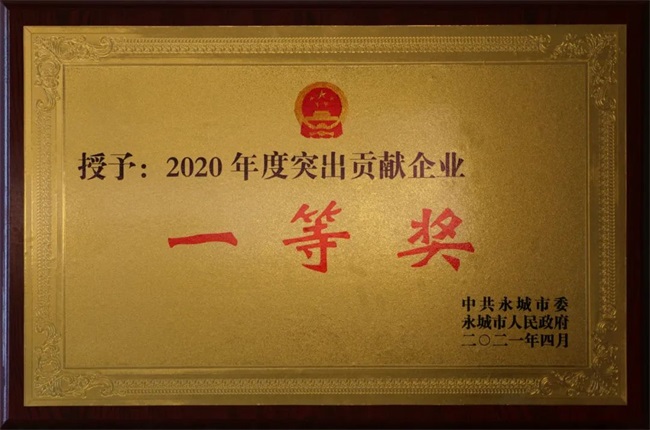 授予：2020年度突出贡献企业
一等奖
中共永城市委
永城市人民政府
二〇二一年四月